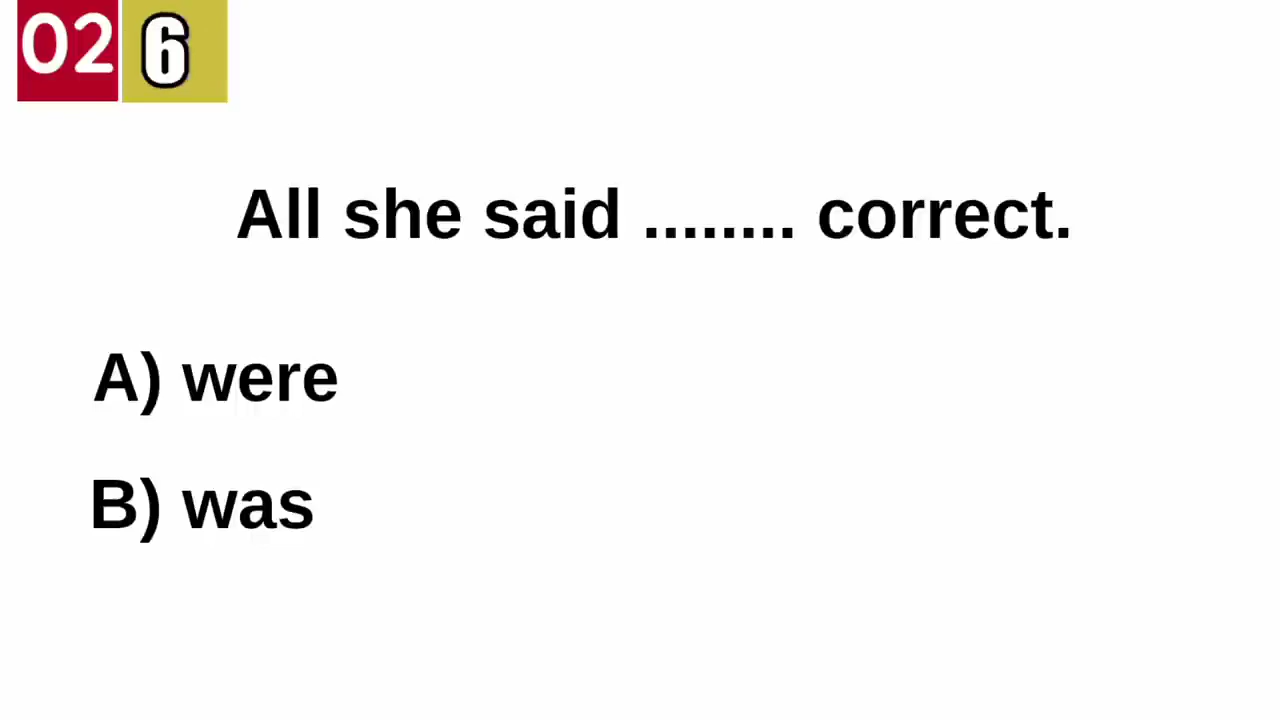 02 6
All she said ........ correct.
A) were
B) was